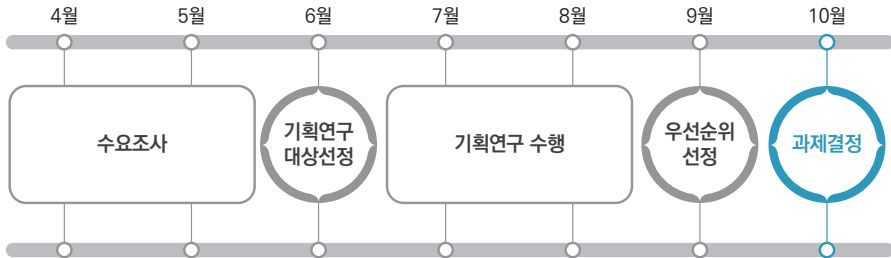 4월 5월 6월 7월 8월 9월 10월
수요조사
기획연구
대상선정
기획연구 수행
우선순위
선정
과제결정